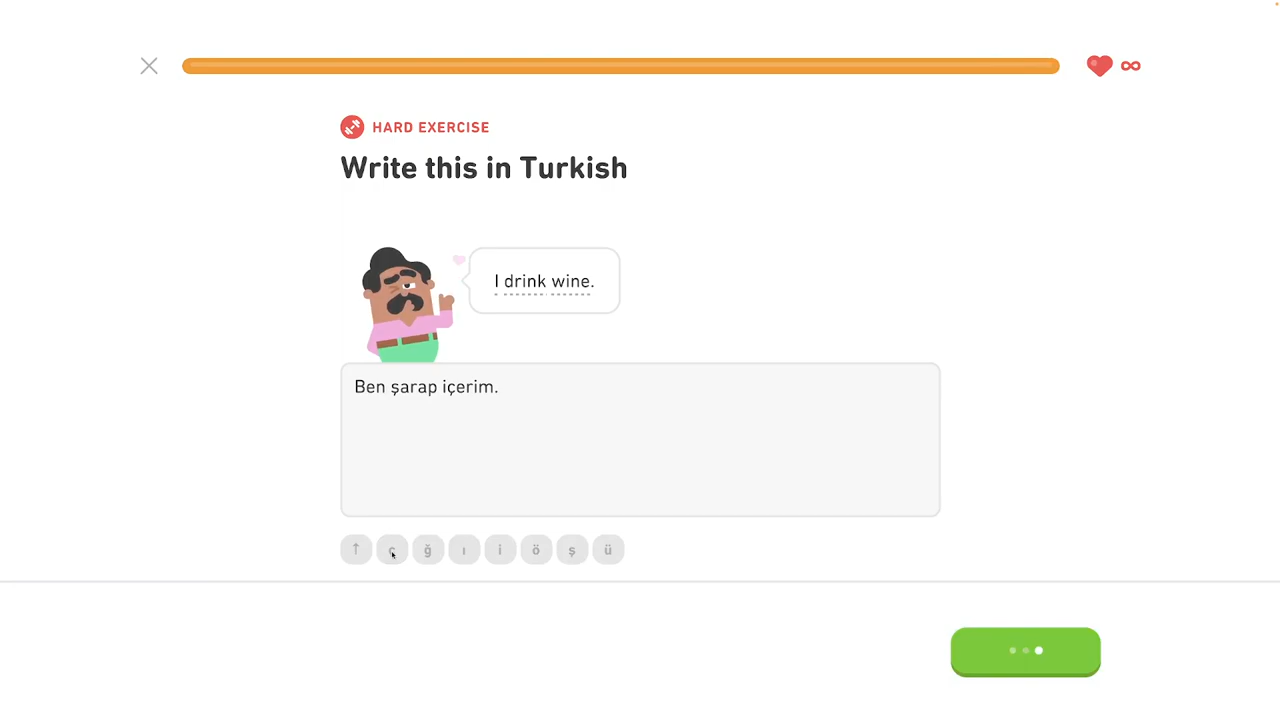 HARD EXERCISE
Write this in Turkish
I drink wine.
Ben şarap içerim.
↑ ç ğ ı i ö ş ü